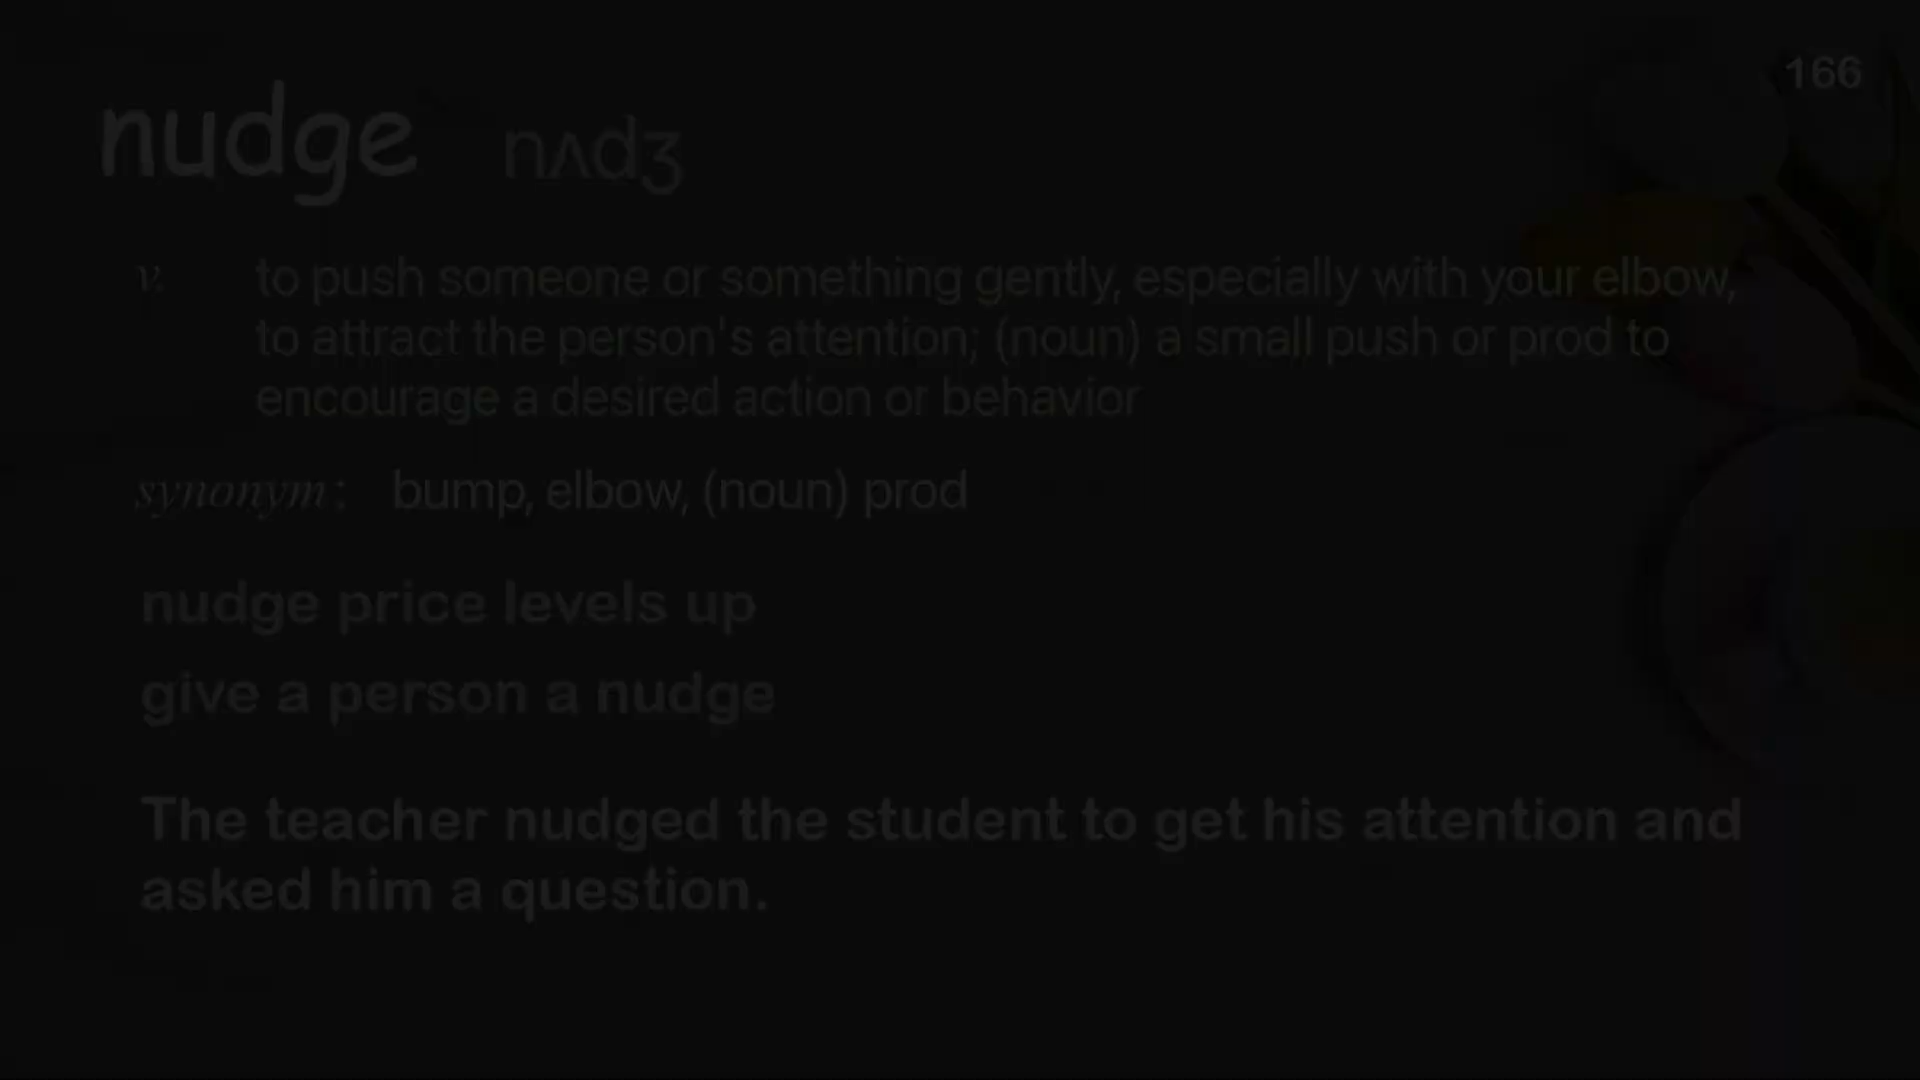 166
nudge nʌdʒ
v. to push someone or something gently, especially with your elbow,
to attract the person's attention; (noun) a small push or prod to
encourage a desired action or behavior
synonym: bump, elbow, (noun) prod
nudge price levels up
give a person a nudge
The teacher nudged the student to get his attention and
asked him a question.